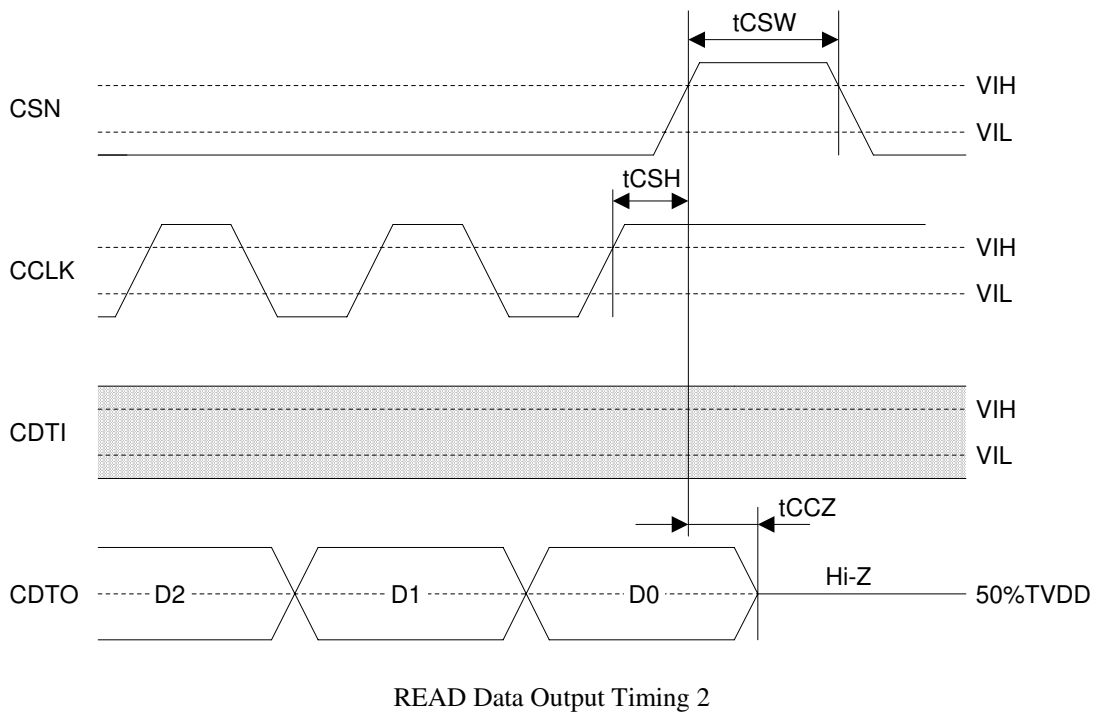 tCSW
CSN
VIH
VIL
tCSH
CCLK
VIH
VIL
CDTI
VIH
VIL
tCCZ
CDTO
D2
D1
D0
Hi-Z
50%TVDD
READ Data Output Timing 2